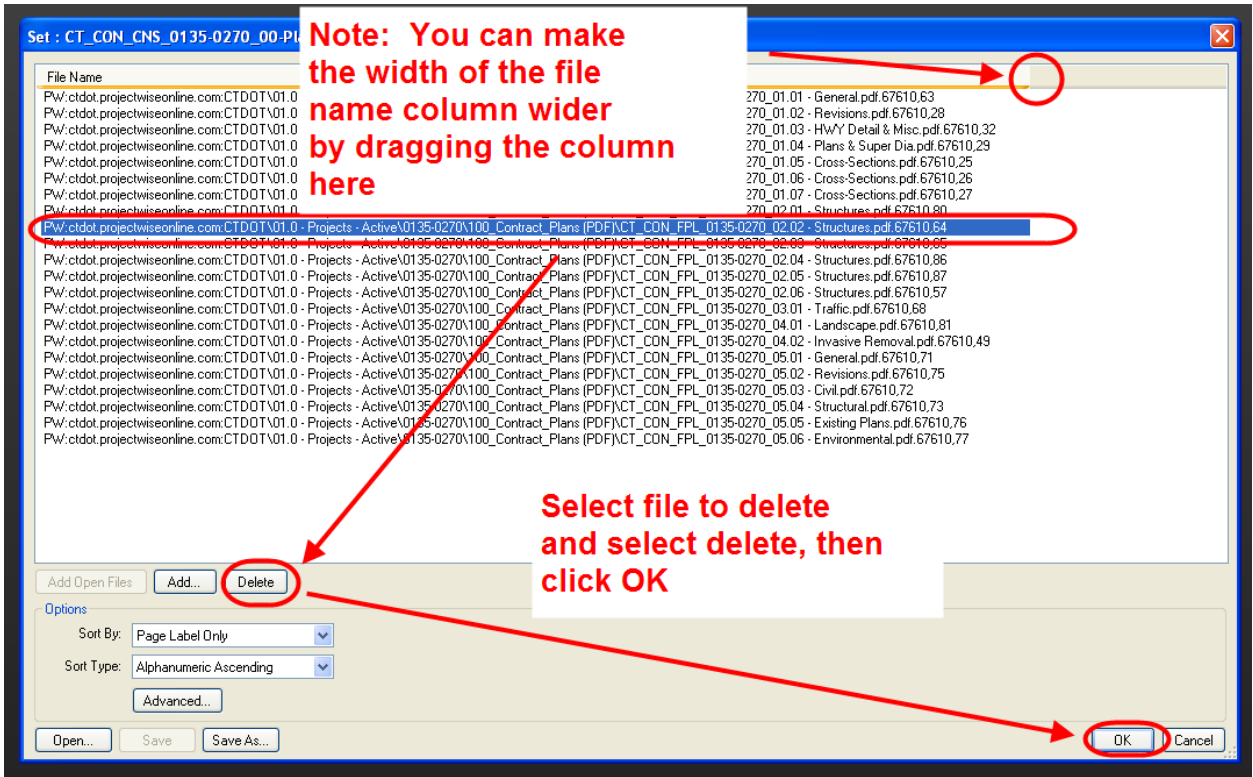 Set : CT_CON_CNS_0135-0270_00-Pl
Note: You can make
the width of the file
name column wider
by dragging the column
here
File Name
PW:ctdot.projectwiseonline.com:CTDOT\01.0 270_01.01 - General.pdf.67610,63
PW:ctdot.projectwiseonline.com:CTDOT\01.0 270_01.02 - Revisions.pdf.67610,28
PW:ctdot.projectwiseonline.com:CTDOT\01.0 270_01.03 - HWY Detail & Misc.pdf.67610,32
PW:ctdot.projectwiseonline.com:CTDOT\01.0 270_01.04 - Plans & Super Dia.pdf.67610,29
PW:ctdot.projectwiseonline.com:CTDOT\01.0 270_01.05 - Cross-Sections.pdf.67610,25
PW:ctdot.projectwiseonline.com:CTDOT\01.0 270_01.06 - Cross-Sections.pdf.67610,26
PW:ctdot.projectwiseonline.com:CTDOT\01.0 270_01.07 - Cross-Sections.pdf.67610,27
PW:ctdot.projectwiseonline.com:CTDOT\01.0 270_02.01 - Structures.pdf.67610,80
PW:ctdot.projectwiseonline.com:CTDOT\01.0 - Projects - Active\0135-0270\100_Contract_Plans (PDF)\CT_CON_FPL_0135-0270_02.02 - Structures.pdf.67610,64
PW:ctdot.projectwiseonline.com:CTDOT\01.0 - Projects - Active\0135-0270\100_Contract_Plans (PDF)\CT_CON_FPL_0135-0270_02.03 - Structures.pdf.67610,65
PW:ctdot.projectwiseonline.com:CTDOT\01.0 - Projects - Active\0135-0270\100_Contract_Plans (PDF)\CT_CON_FPL_0135-0270_02.04 - Structures.pdf.67610,86
PW:ctdot.projectwiseonline.com:CTDOT\01.0 - Projects - Active\0135-0270\100_Contract_Plans (PDF)\CT_CON_FPL_0135-0270_02.05 - Structures.pdf.67610,87
PW:ctdot.projectwiseonline.com:CTDOT\01.0 - Projects - Active\0135-0270\100_Contract_Plans (PDF)\CT_CON_FPL_0135-0270_02.06 - Structures.pdf.67610,57
PW:ctdot.projectwiseonline.com:CTDOT\01.0 - Projects - Active\0135-0270\100_Contract_Plans (PDF)\CT_CON_FPL_0135-0270_03.01 - Traffic.pdf.67610,68
PW:ctdot.projectwiseonline.com:CTDOT\01.0 - Projects - Active\0135-0270\100_Contract_Plans (PDF)\CT_CON_FPL_0135-0270_04.01 - Landscape.pdf.67610,81
PW:ctdot.projectwiseonline.com:CTDOT\01.0 - Projects - Active\0135-0270\100_Contract_Plans (PDF)\CT_CON_FPL_0135-0270_04.02 - Invasive Removal.pdf.67610,49
PW:ctdot.projectwiseonline.com:CTDOT\01.0 - Projects - Active\0135-0270\100_Contract_Plans (PDF)\CT_CON_FPL_0135-0270_05.01 - General.pdf.67610,71
PW:ctdot.projectwiseonline.com:CTDOT\01.0 - Projects - Active\0135-0270\100_Contract_Plans (PDF)\CT_CON_FPL_0135-0270_05.02 - Revisions.pdf.67610,75
PW:ctdot.projectwiseonline.com:CTDOT\01.0 - Projects - Active\0135-0270\100_Contract_Plans (PDF)\CT_CON_FPL_0135-0270_05.03 - Civil.pdf.67610,72
PW:ctdot.projectwiseonline.com:CTDOT\01.0 - Projects - Active\0135-0270\100_Contract_Plans (PDF)\CT_CON_FPL_0135-0270_05.04 - Structural.pdf.67610,73
PW:ctdot.projectwiseonline.com:CTDOT\01.0 - Projects - Active\0135-0270\100_Contract_Plans (PDF)\CT_CON_FPL_0135-0270_05.05 - Existing Plans.pdf.67610,76
PW:ctdot.projectwiseonline.com:CTDOT\01.0 - Projects - Active\0135-0270\100_Contract_Plans (PDF)\CT_CON_FPL_0135-0270_05.06 - Environmental.pdf.67610,77
Select file to delete
and select delete, then
click OK
Add Open Files Add... Delete
Options
Sort By: Page Label Only
Sort Type: Alphanumeric Ascending
Advanced...
Open... Save Save As... OK Cancel